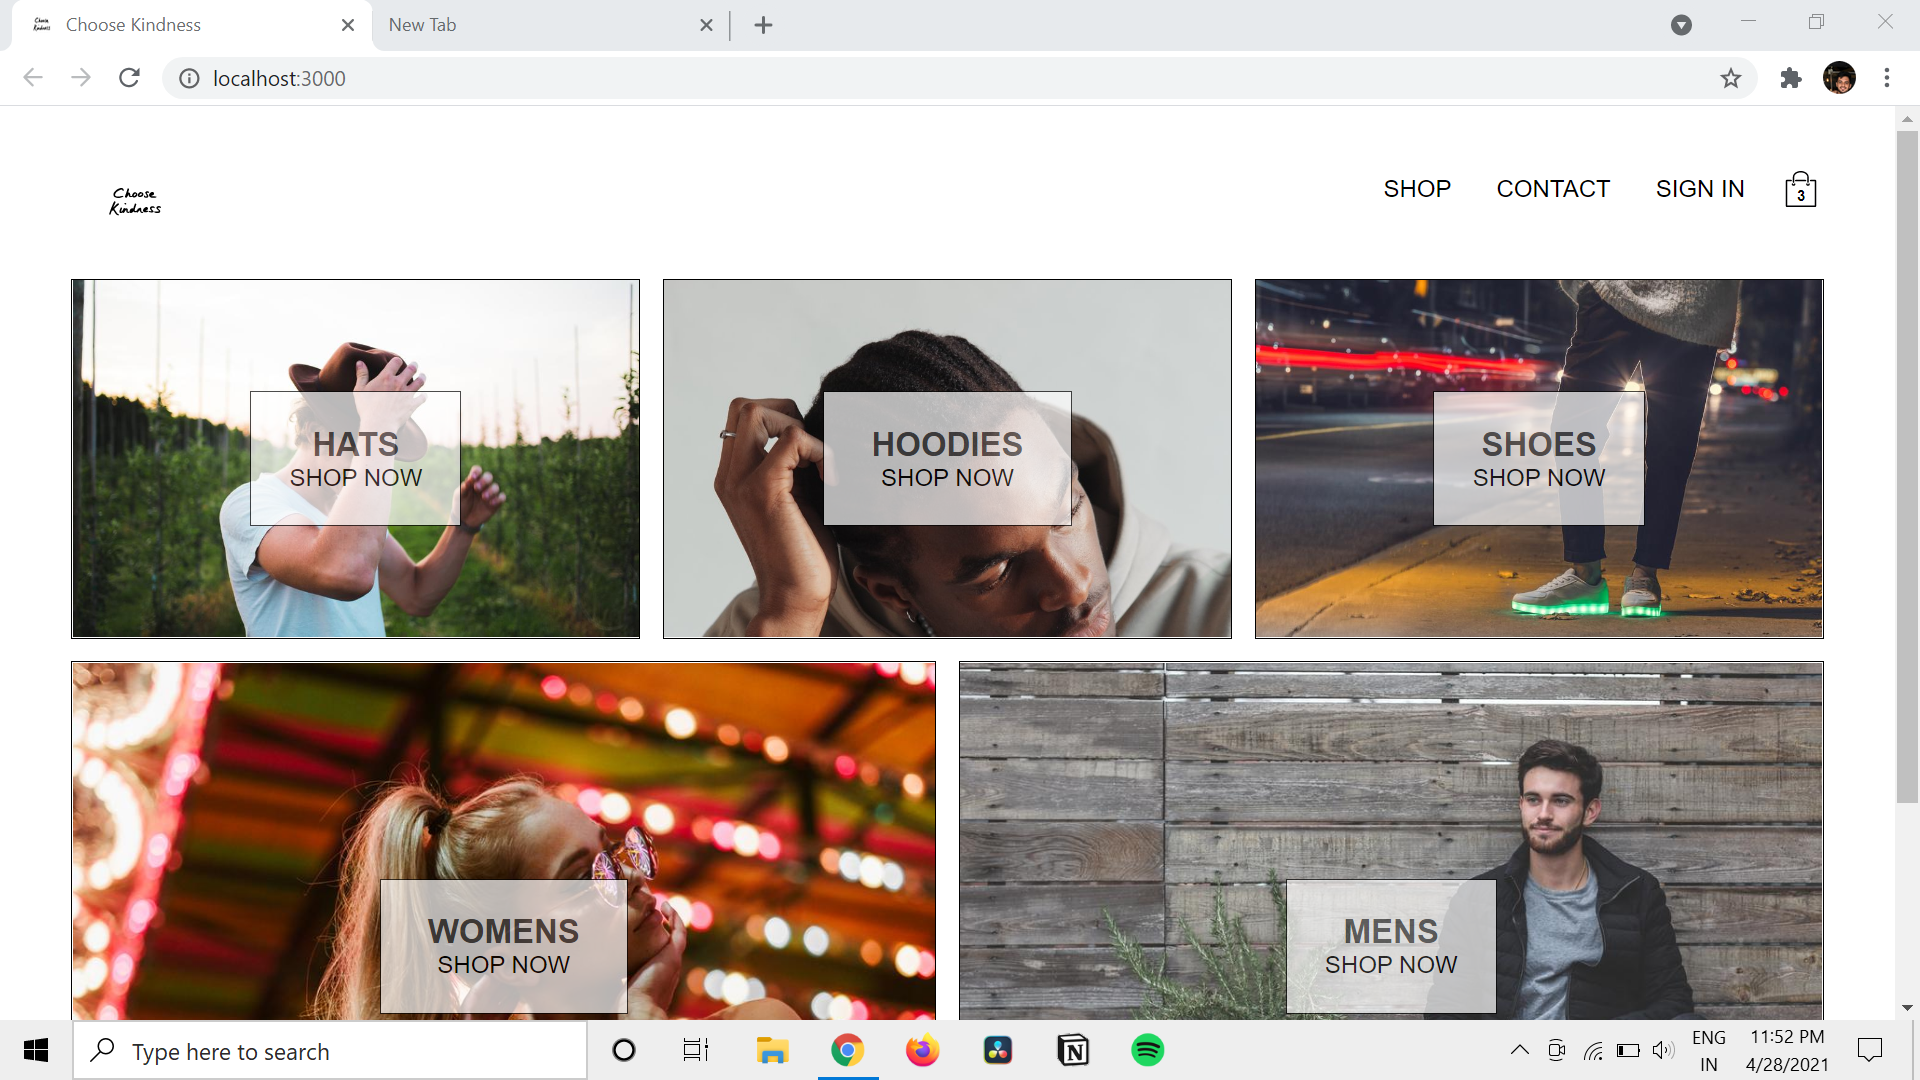 Choose Kindness
New Tab
localhost:3000
Choose
Kindness
SHOP
CONTACT
SIGN IN
3
HATS
SHOP NOW
HOODIES
SHOP NOW
SHOES
SHOP NOW
WOMENS
SHOP NOW
MENS
SHOP NOW
Type here to search
ENG
IN
11:52 PM
4/28/2021